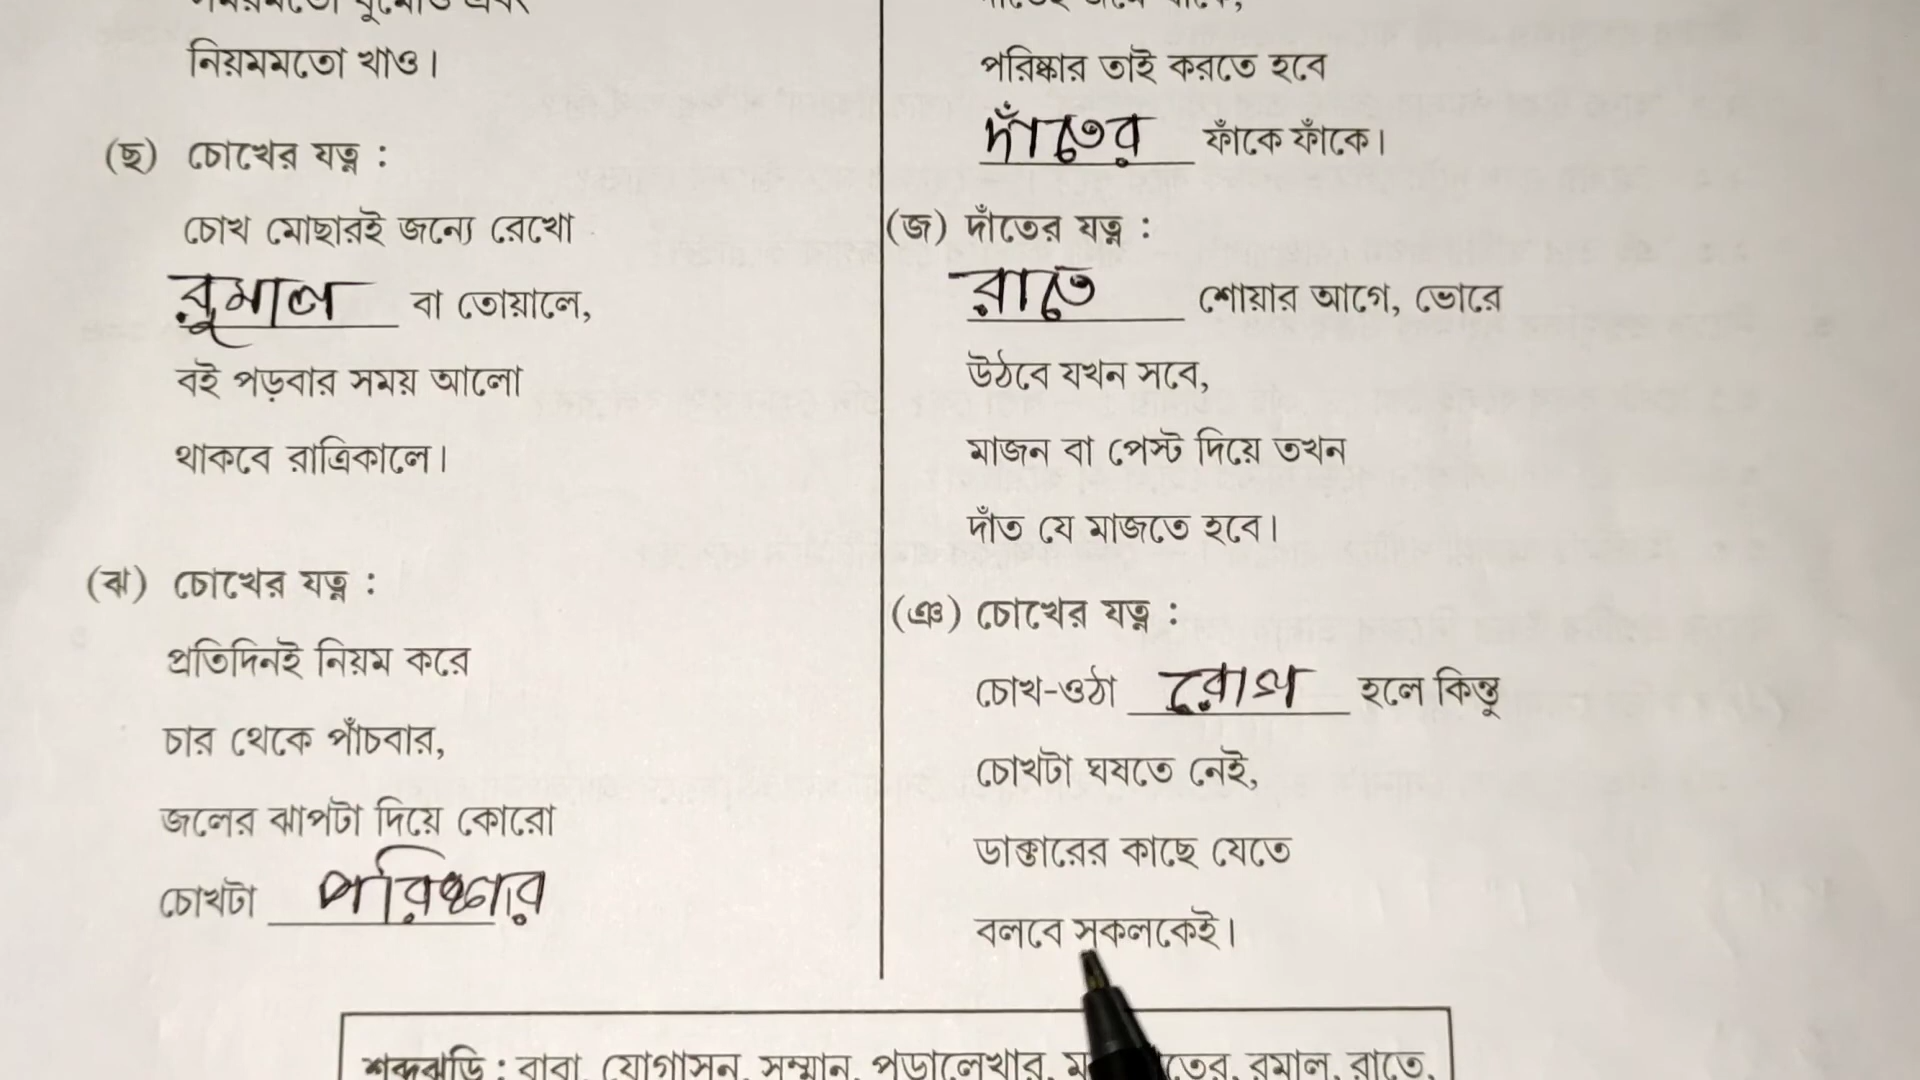 নিয়মমতো খাও।
(ছ) চোখের যত্ন :
চোখ মোছারই জন্যে রেখো
রুমাল বা তোয়ালে,
বই পড়বার সময় আলো
থাকবে রাত্রিকালে।
(ঝ) চোখের যত্ন :
প্রতিদিনই নিয়ম করে
চার থেকে পাঁচবার,
জলের ঝাপটা দিয়ে কোরো
চোখটা পরিষ্কার
পরিষ্কার তাই করতে হবে
দাঁতের ফাঁকে ফাঁকে।
(জ) দাঁতের যত্ন :
রাতে শোয়ার আগে, ভোরে
উঠবে যখন সবে,
মাজন বা পেস্ট দিয়ে তখন
দাঁত যে মাজতে হবে।
(ঞ) চোখের যত্ন :
চোখ-ওঠা রোগ হলে কিন্তু
চোখটা ঘষতে নেই,
ডাক্তারের কাছে যেতে
বলবে সকলকেই।
শব্দঝুড়ি : বাবা, যোগাসন, সম্মান, পড়ালেখার, রুমাল, রাতে,